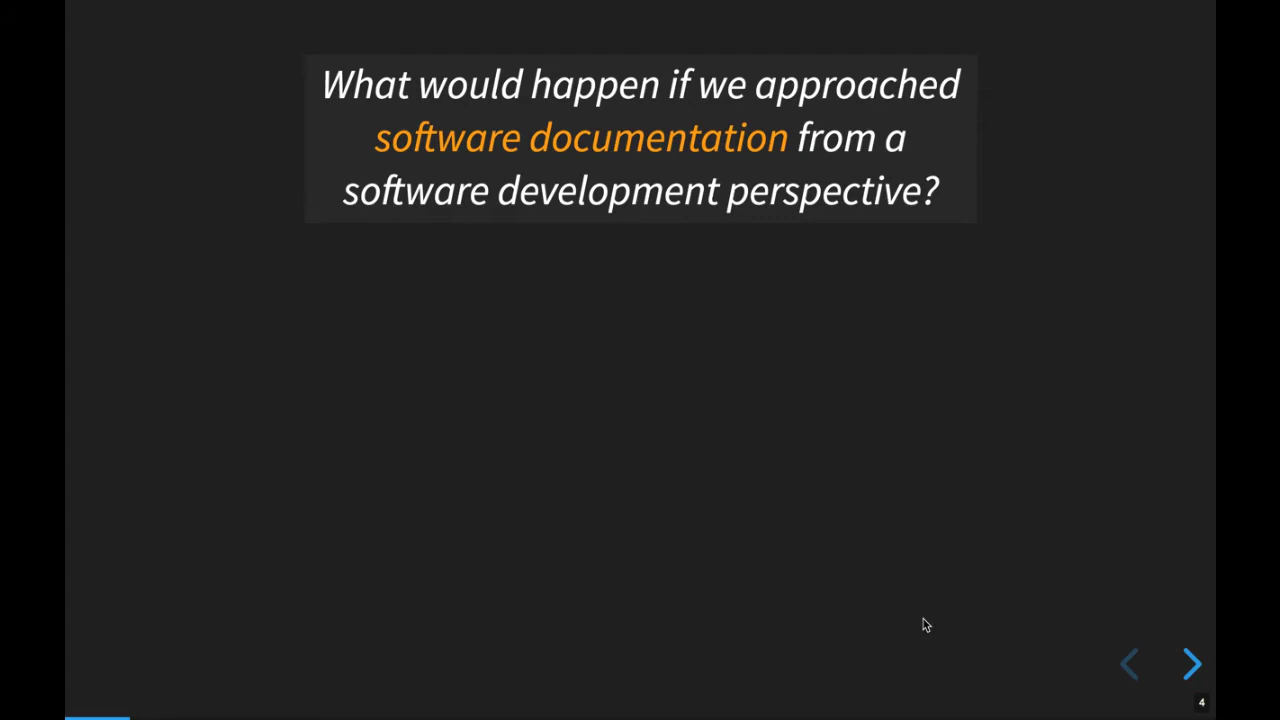 What would happen if we approached
software documentation from a
software development perspective?
4